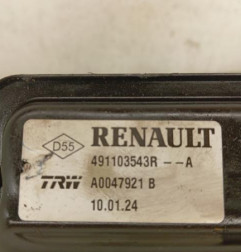 D55 RENAULT
491103543R --A
TRW A0047921 B
10.01.24